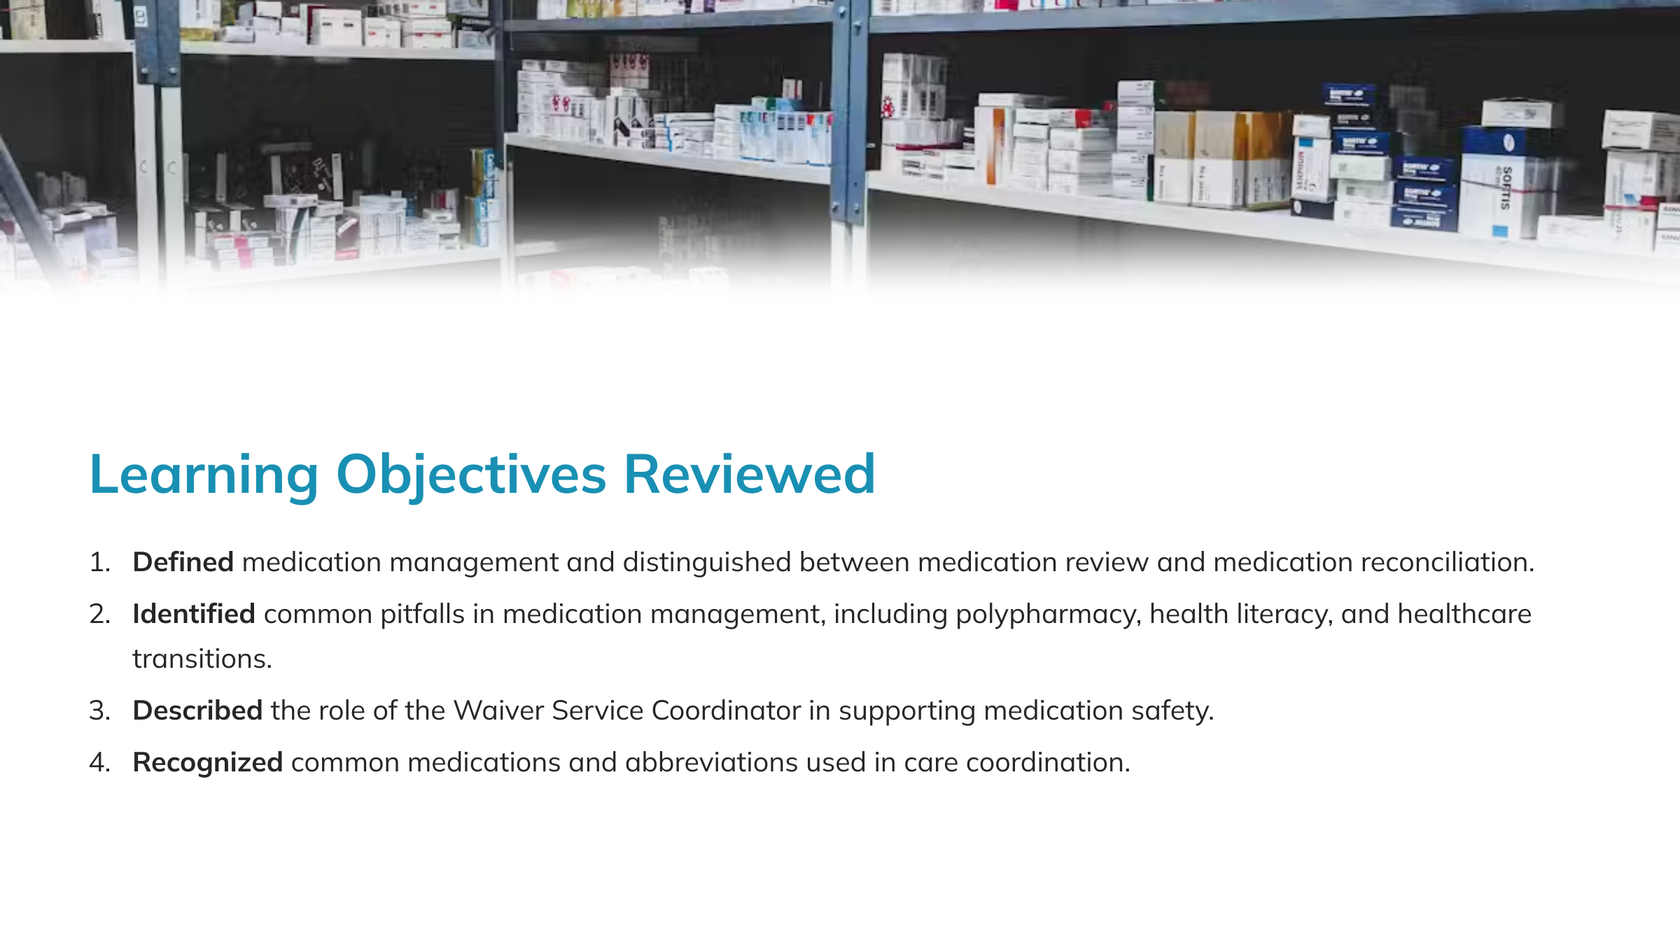 Learning Objectives Reviewed
1. Defined medication management and distinguished between medication review and medication reconciliation.
2. Identified common pitfalls in medication management, including polypharmacy, health literacy, and healthcare
transitions.
3. Described the role of the Waiver Service Coordinator in supporting medication safety.
4. Recognized common medications and abbreviations used in care coordination.